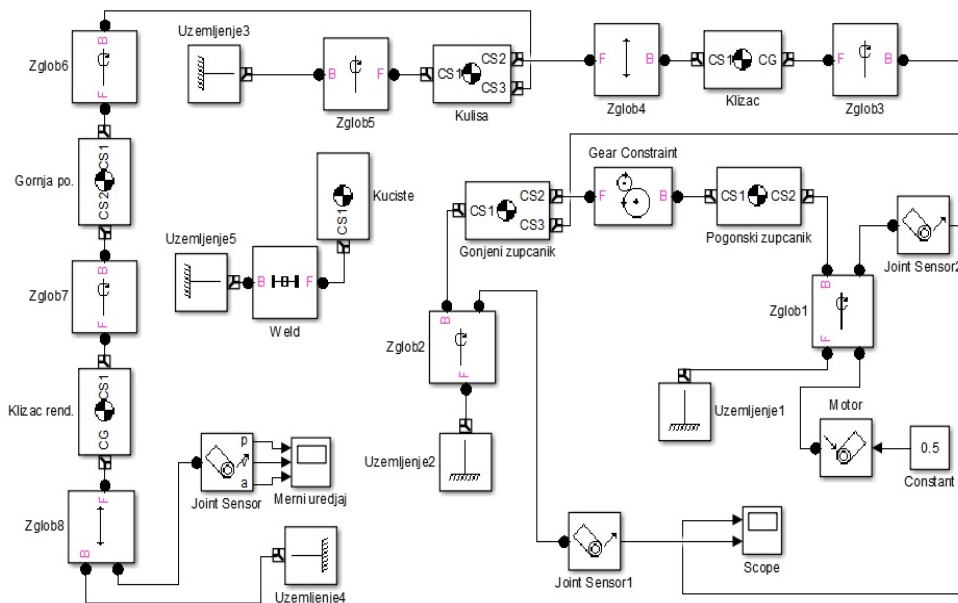 Zglob6
B
F
Uzemljenje3
B
F
Zglob5
CS1
CS2
CS3
Kulisa
F
B
Zglob4
CS1
CG
Klizac
F
B
Zglob3
Gornja po.
CS1
CS2
Kuciste
CS1
Gear Constraint
F
B
CS1
CS2
CS3
Gonjeni zupcanik
CS1
CS2
Pogonski zupcanik
Joint Sensor2
Uzemljenje5
B
F
Weld
Zglob7
B
F
Zglob2
B
F
Zglob1
B
F
Klizac rend.
CS1
CG
Uzemljenje1
Motor
0.5
Constant
Uzemljenje2
p
v
a
Joint Sensor
Merni uredjaj
Zglob8
F
B
Uzemljenje4
Joint Sensor1
Scope